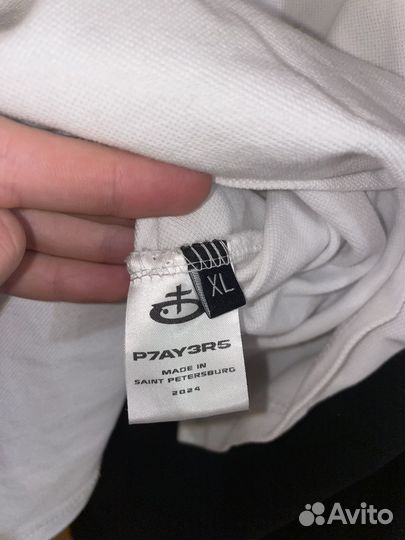 XL
P7AY3R5
MADE IN
SAINT PETERSBURG
2024
Avito